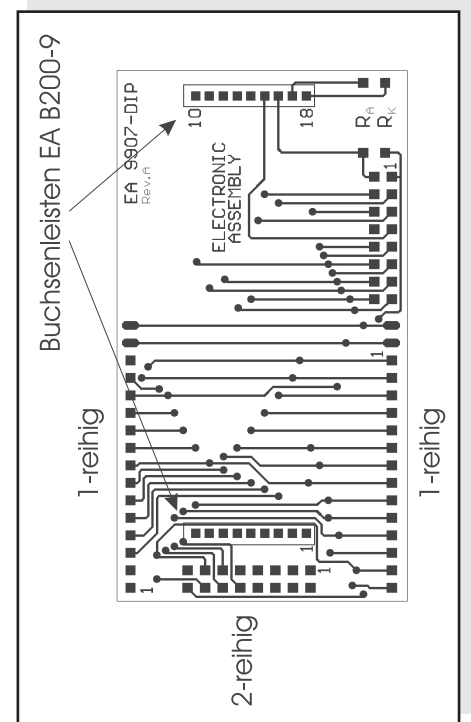 Buchsenleisten EA B200-9
EA 9907-DIP
Rev.A
10
18
ELECTRONIC
ASSEMBLY
RA
RK
1
1
1-reihig
1-reihig
1
1
1
2-reihig